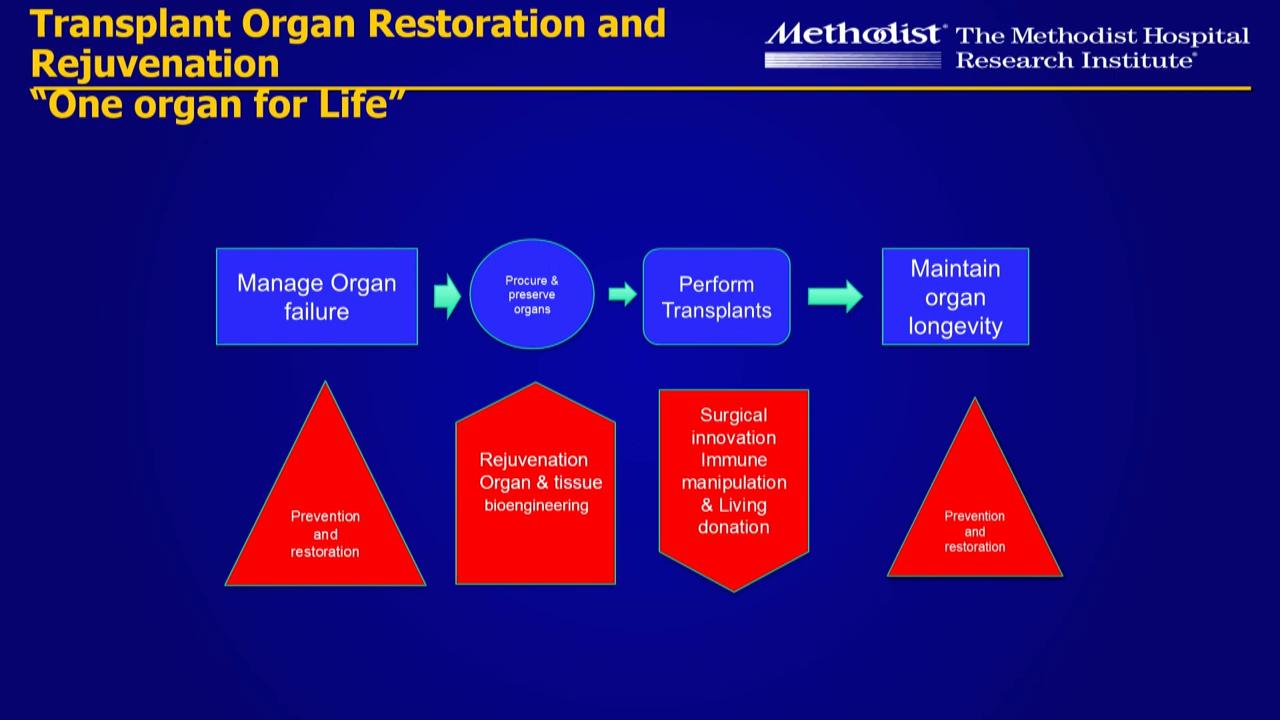 Transplant Organ Restoration and
Rejuvenation
“One organ for Life”
Methodist® The Methodist Hospital
Research Institute®
Manage Organ
failure
Procure &
preserve
organs
Perform
Transplants
Maintain
organ
longevity
Prevention
and
restoration
Rejuvenation
Organ & tissue
bioengineering
Surgical
innovation
Immune
manipulation
& Living
donation
Prevention
and
restoration